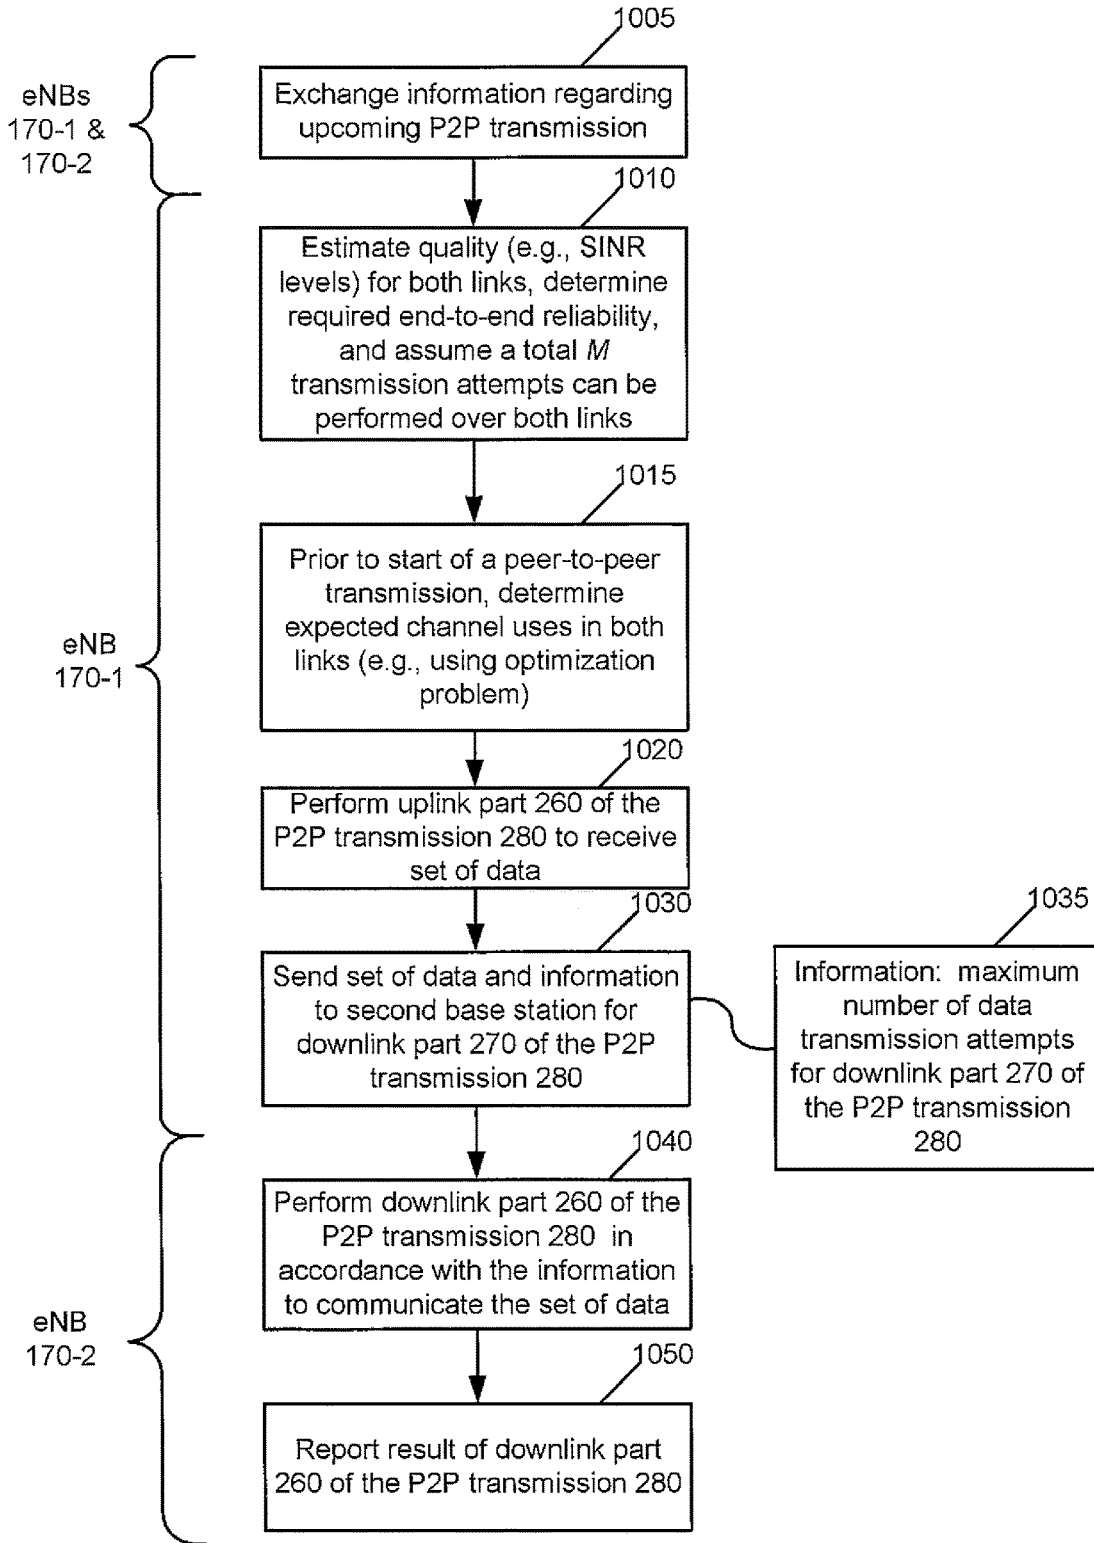 1005
eNBs
170-1 &
170-2
Exchange information regarding
upcoming P2P transmission
1010
Estimate quality (e.g., SINR
levels) for both links, determine
required end-to-end reliability,
and assume a total M
transmission attempts can be
performed over both links
1015
eNB
170-1
Prior to start of a peer-to-peer
transmission, determine
expected channel uses in both
links (e.g., using optimization
problem)
1020
Perform uplink part 260 of the
P2P transmission 280 to receive
set of data
1030
Send set of data and information
to second base station for
downlink part 270 of the P2P
transmission 280
1035
Information: maximum
number of data
transmission attempts
for downlink part 270 of
the P2P transmission
280
1040
eNB
170-2
Perform downlink part 260 of the
P2P transmission 280 in
accordance with the information
to communicate the set of data
1050
Report result of downlink part
260 of the P2P transmission 280